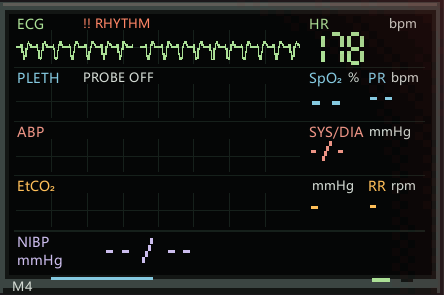 ECG !! RHYTHM HR bpm
178
PLETH PROBE OFF SpO₂ % PR bpm
-- --
ABP SYS/DIA mmHg
-/-
EtCO₂ mmHg RR rpm
- -
NIBP --/--
mmHg
M4